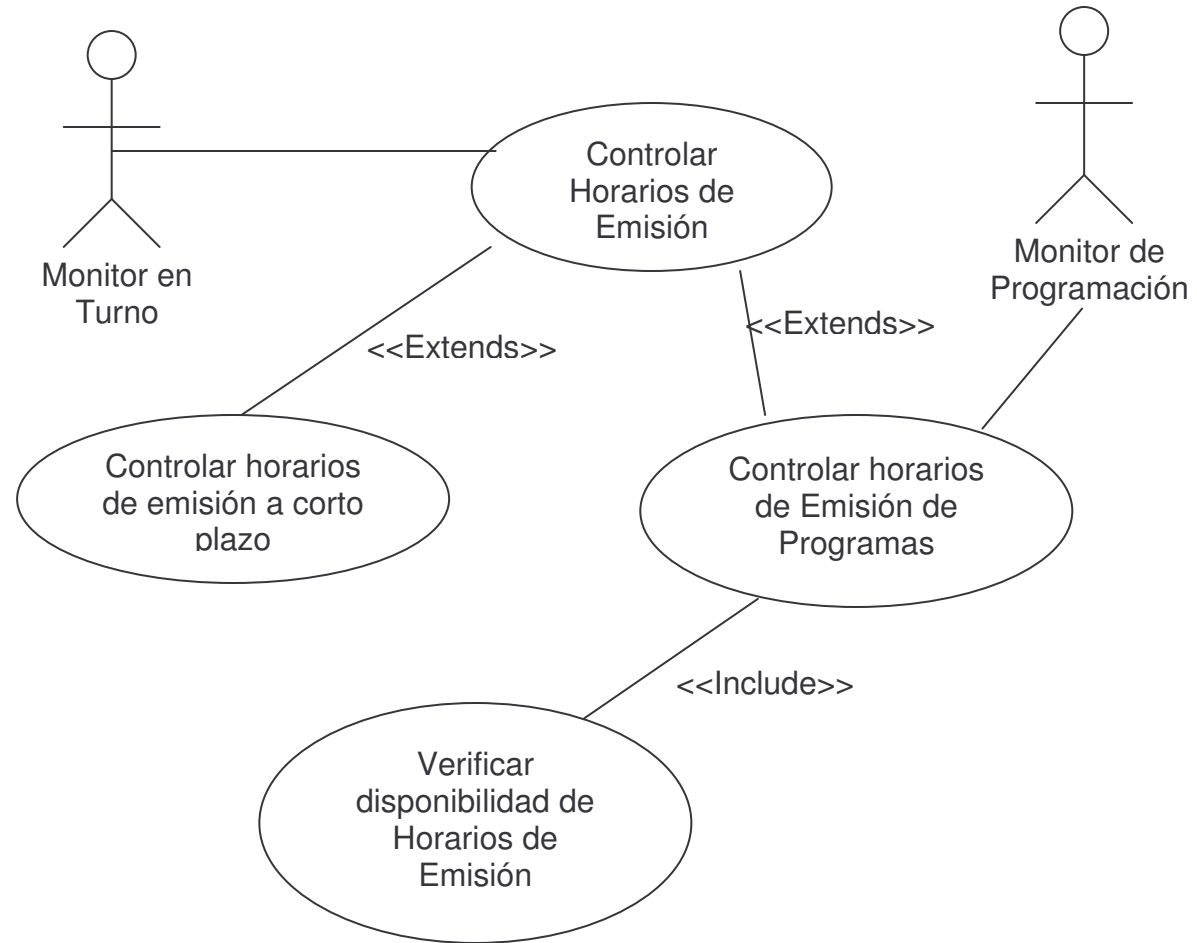 Controlar
Horarios de
Emisión
Monitor en
Turno
Monitor de
Programación
<<Extends>>
<<Extends>>
Controlar horarios
de emisión a corto
plazo
Controlar horarios
de Emisión de
Programas
<<Include>>
Verificar
disponibilidad de
Horarios de
Emisión